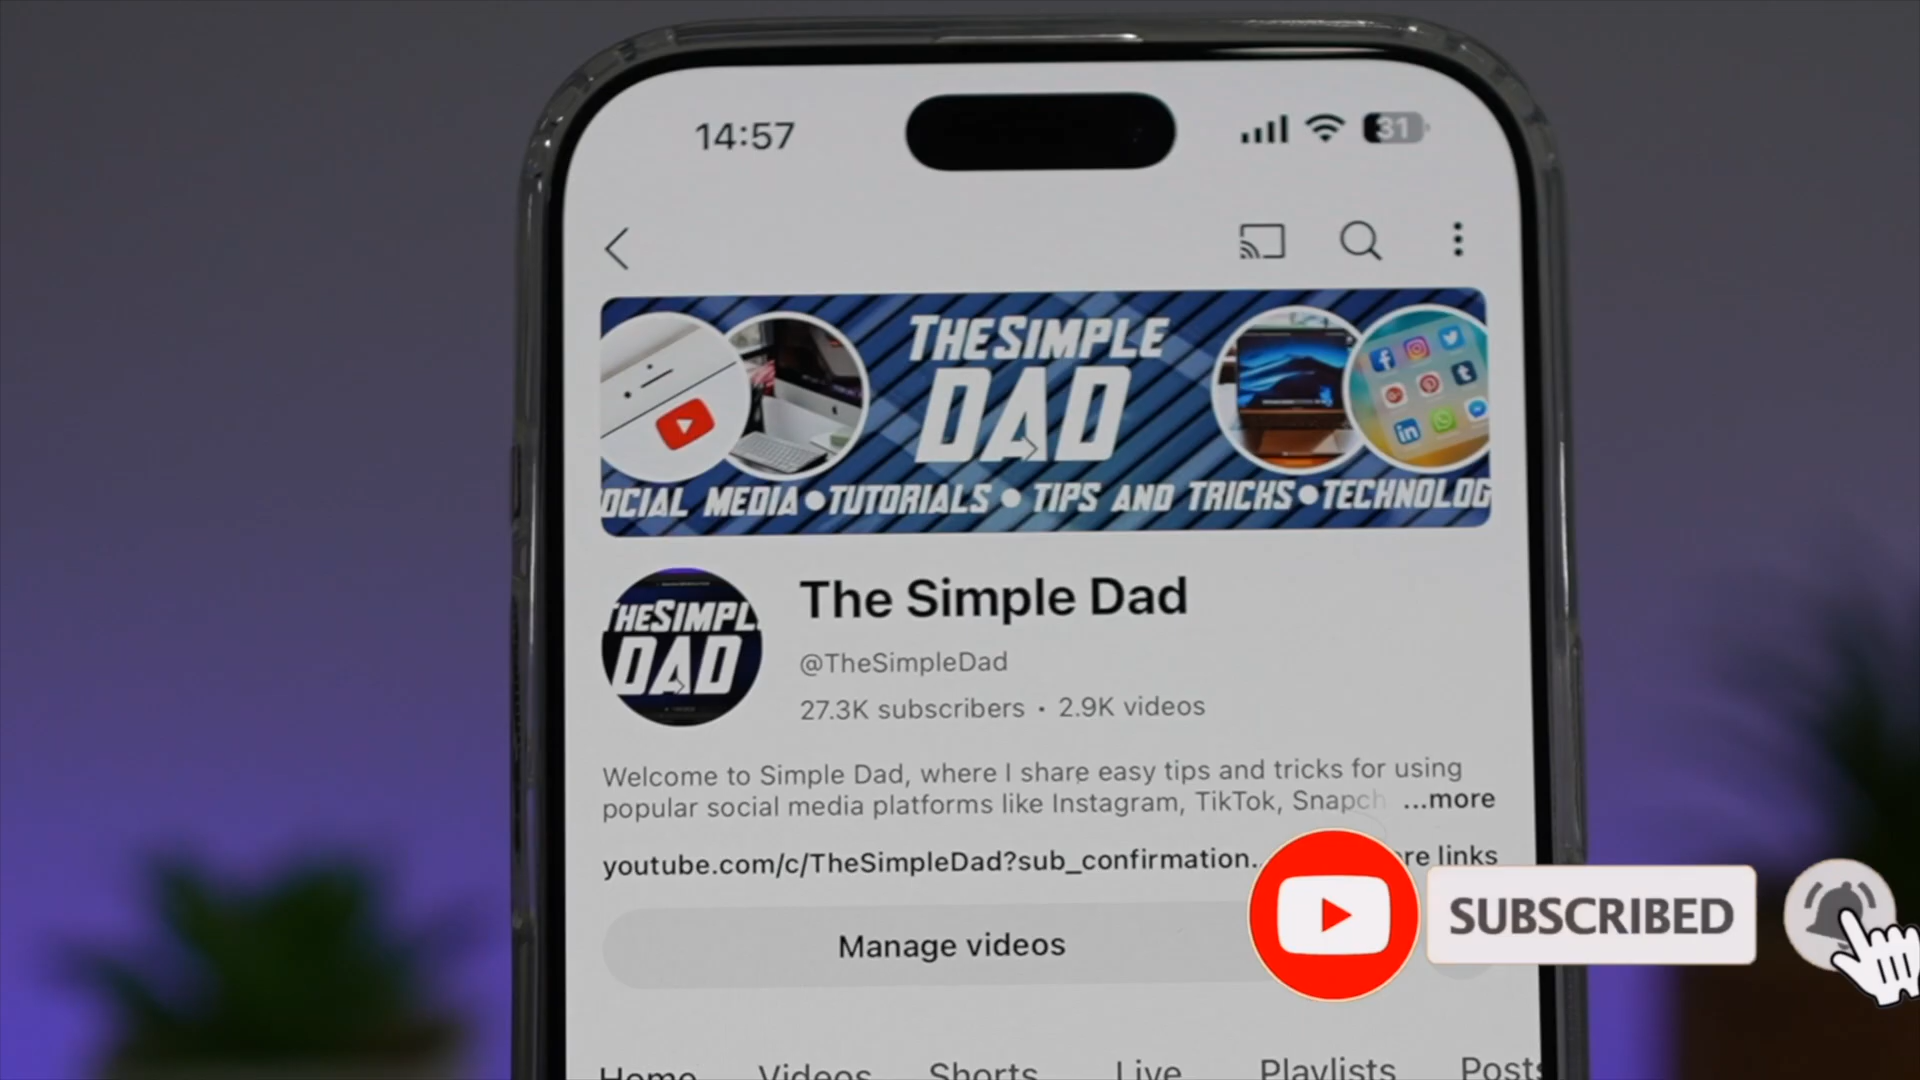 14:57
31
THESIMPLE
DAD
OCIAL MEDIA●TUTORIALS ● TIPS AND TRICKS●TECHNOLOG
in
THESIMPL
DAD
The Simple Dad
@TheSimpleDad
27.3K subscribers • 2.9K videos
Welcome to Simple Dad, where I share easy tips and tricks for using
popular social media platforms like Instagram, TikTok, Snapch ...more
youtube.com/c/TheSimpleDad?sub_confirmation.. re links
Manage videos
SUBSCRIBED
Home Videos Shorts Live Playlists Posts